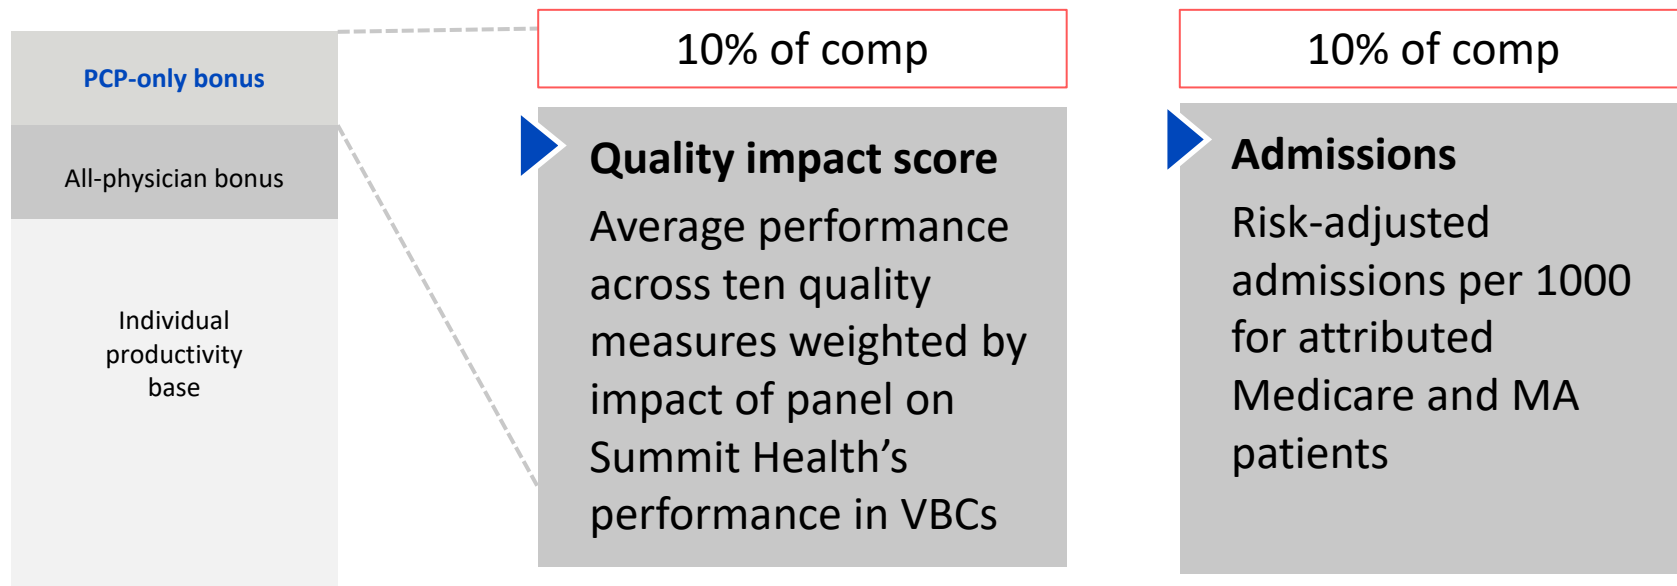 PCP-only bonus
All-physician bonus
Individual
productivity
base
10% of comp
Quality impact score
Average performance
across ten quality
measures weighted by
impact of panel on
Summit Health’s
performance in VBCs
10% of comp
Admissions
Risk-adjusted
admissions per 1000
for attributed
Medicare and MA
patients